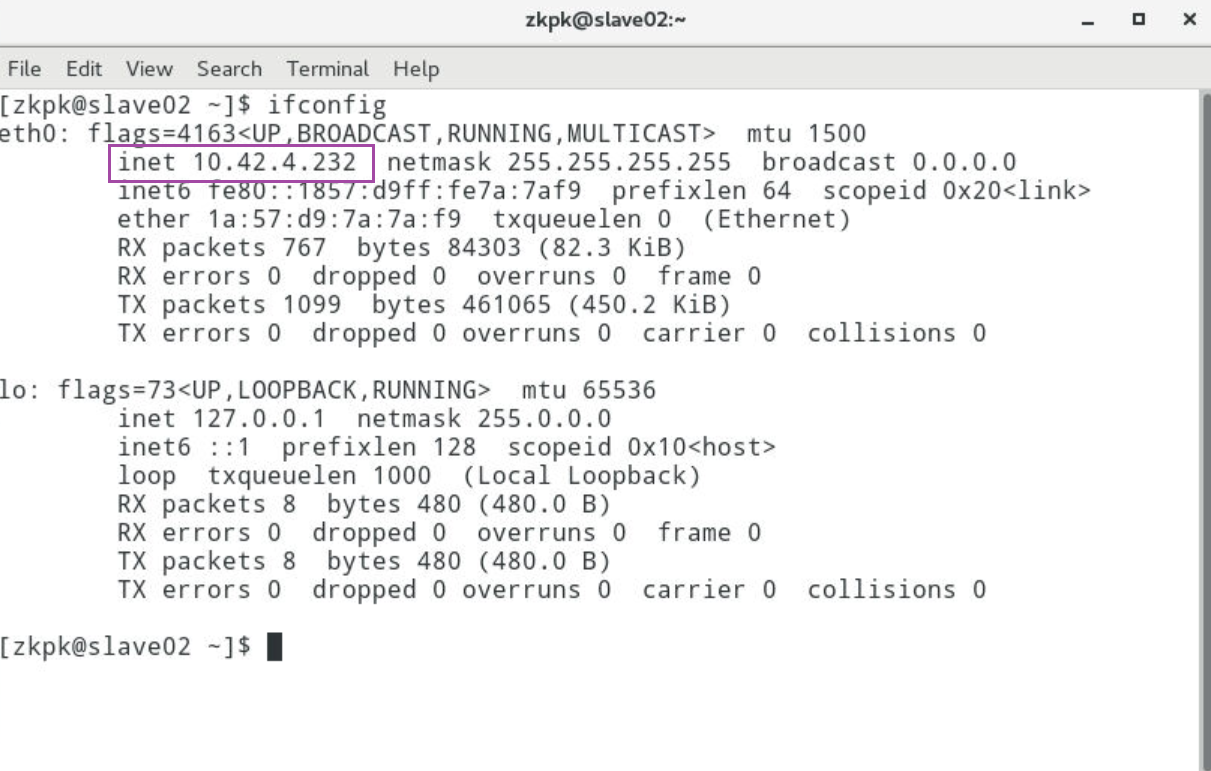 zkpk@slave02:~
File Edit View Search Terminal Help
[zkpk@slave02 ~]$ ifconfig
eth0: flags=4163<UP,BROADCAST,RUNNING,MULTICAST>  mtu 1500
        inet 10.42.4.232  netmask 255.255.255.255  broadcast 0.0.0.0
        inet6 fe80::1857:d9ff:fe7a:7af9  prefixlen 64  scopeid 0x20<link>
        ether 1a:57:d9:7a:7a:f9  txqueuelen 0  (Ethernet)
        RX packets 767  bytes 84303 (82.3 KiB)
        RX errors 0  dropped 0  overruns 0  frame 0
        TX packets 1099  bytes 461065 (450.2 KiB)
        TX errors 0  dropped 0 overruns 0  carrier 0  collisions 0
lo: flags=73<UP,LOOPBACK,RUNNING>  mtu 65536
        inet 127.0.0.1  netmask 255.0.0.0
        inet6 ::1  prefixlen 128  scopeid 0x10<host>
        loop  txqueuelen 1000  (Local Loopback)
        RX packets 8  bytes 480 (480.0 B)
        RX errors 0  dropped 0  overruns 0  frame 0
        TX packets 8  bytes 480 (480.0 B)
        TX errors 0  dropped 0 overruns 0  carrier 0  collisions 0
[zkpk@slave02 ~]$